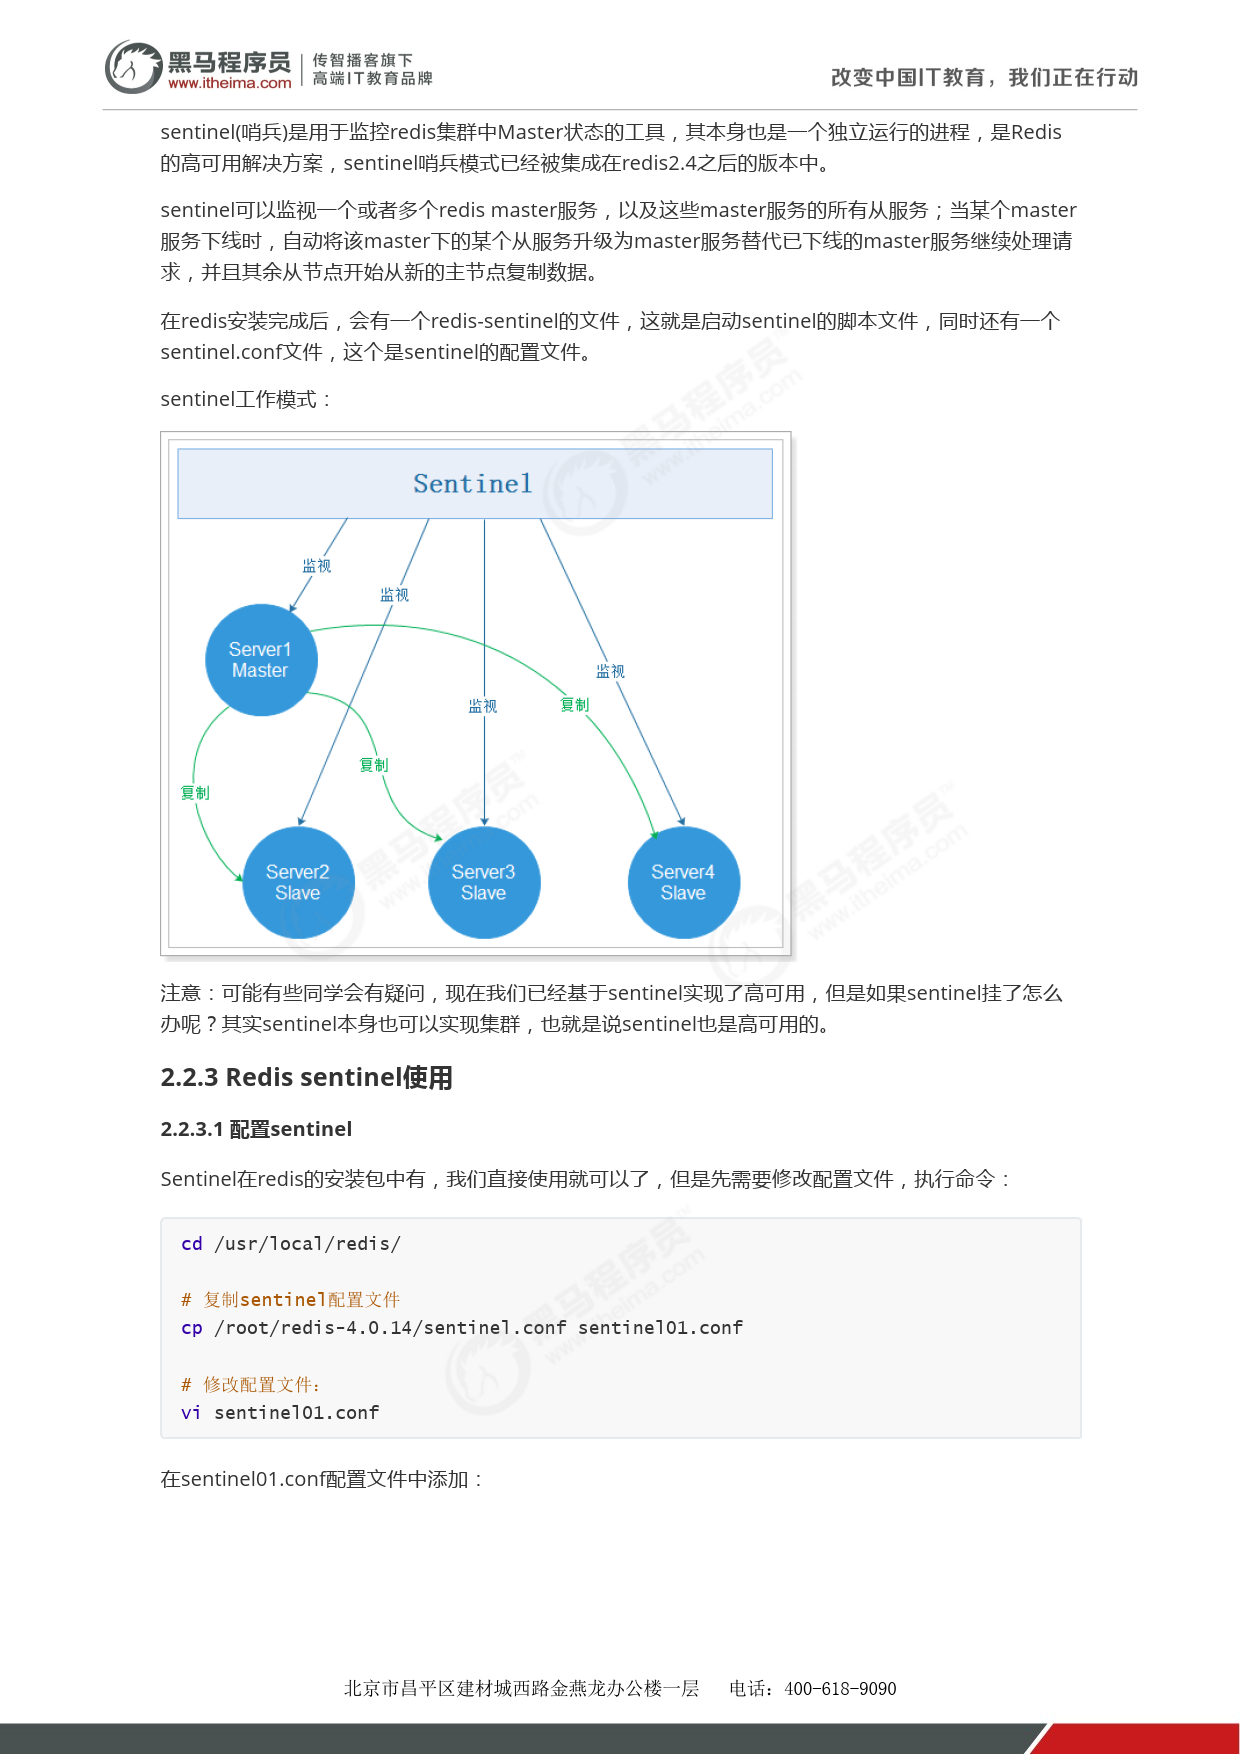 黑马程序员
www.itheima.com
传智播客旗下
高端IT教育品牌
改变中国IT教育，我们正在行动
sentinel(哨兵)是用于监控redis集群中Master状态的工具，其本身也是一个独立运行的进程，是Redis
的高可用解决方案，sentinel哨兵模式已经被集成在redis2.4之后的版本中。
sentinel可以监视一个或者多个redis master服务，以及这些master服务的所有从服务；当某个master
服务下线时，自动将该master下的某个从服务升级为master服务替代已下线的master服务继续处理请
求，并且其余从节点开始从新的主节点复制数据。
在redis安装完成后，会有一个redis-sentinel的文件，这就是启动sentinel的脚本文件，同时还有一个
sentinel.conf文件，这个是sentinel的配置文件。
sentinel工作模式：
Sentinel
监视
监视
Server1
Master
监视
监视
复制
复制
复制
Server2
Slave
Server3
Slave
Server4
Slave
注意：可能有些同学会有疑问，现在我们已经基于sentinel实现了高可用，但是如果sentinel挂了怎么
办呢？其实sentinel本身也可以实现集群，也就是说sentinel也是高可用的。
2.2.3 Redis sentinel使用
2.2.3.1 配置sentinel
Sentinel在redis的安装包中有，我们直接使用就可以了，但是先需要修改配置文件，执行命令：
cd /usr/local/redis/
# 复制sentinel配置文件
cp /root/redis-4.0.14/sentinel.conf sentinel01.conf
# 修改配置文件：
vi sentinel01.conf
在sentinel01.conf配置文件中添加：
北京市昌平区建材城西路金燕龙办公楼一层 电话：400-618-9090